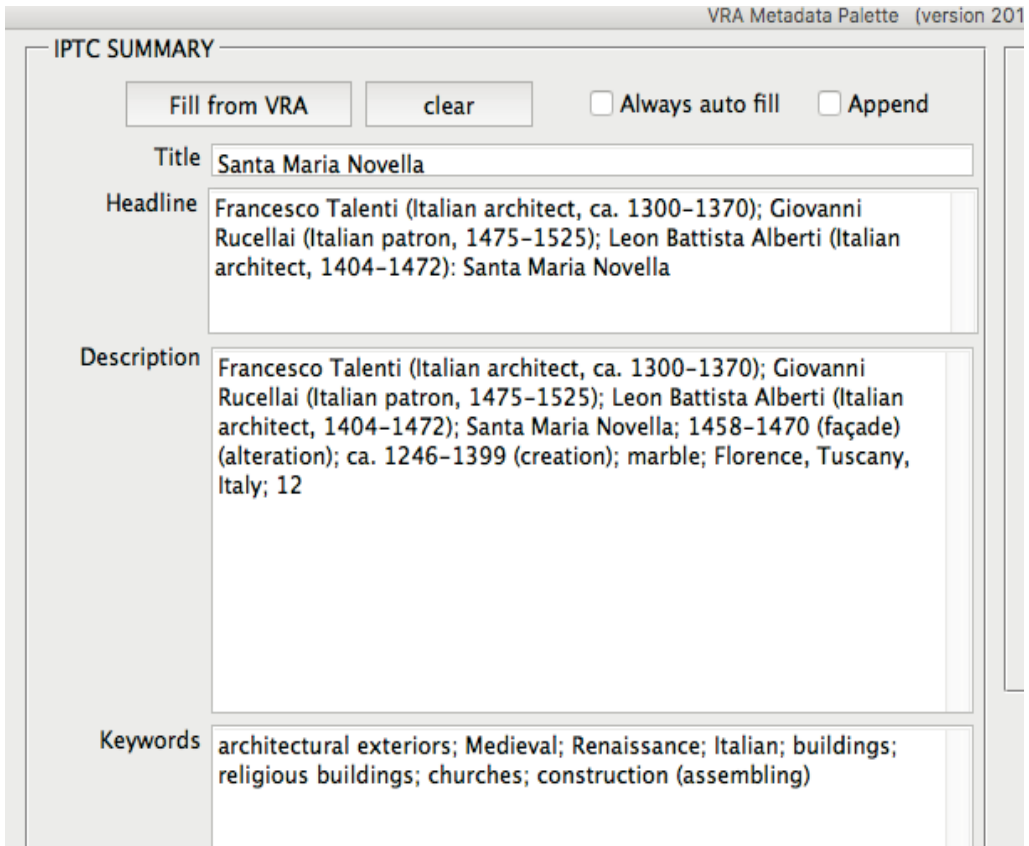 VRA Metadata Palette (version 201
IPTC SUMMARY
Fill from VRA clear Always auto fill Append
Title Santa Maria Novella
Headline Francesco Talenti (Italian architect, ca. 1300–1370); Giovanni
Rucellai (Italian patron, 1475–1525); Leon Battista Alberti (Italian
architect, 1404–1472): Santa Maria Novella
Description Francesco Talenti (Italian architect, ca. 1300–1370); Giovanni
Rucellai (Italian patron, 1475–1525); Leon Battista Alberti (Italian
architect, 1404–1472); Santa Maria Novella; 1458–1470 (façade)
(alteration); ca. 1246–1399 (creation); marble; Florence, Tuscany,
Italy; 12
Keywords architectural exteriors; Medieval; Renaissance; Italian; buildings;
religious buildings; churches; construction (assembling)